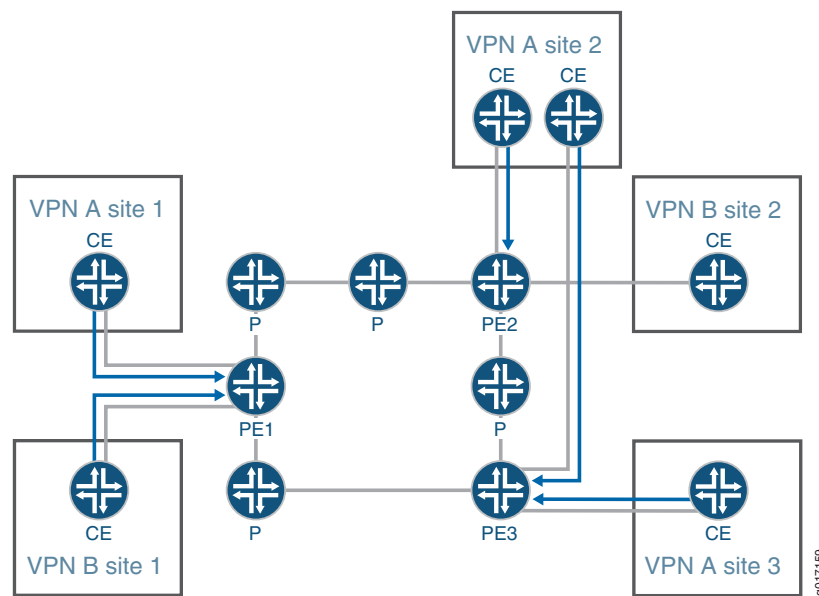 VPN A site 2
CE CE
VPN A site 1
CE
VPN B site 2
CE
P
P
PE2
PE1
P
CE
VPN B site 1
P
PE3
CE
VPN A site 3
g017159